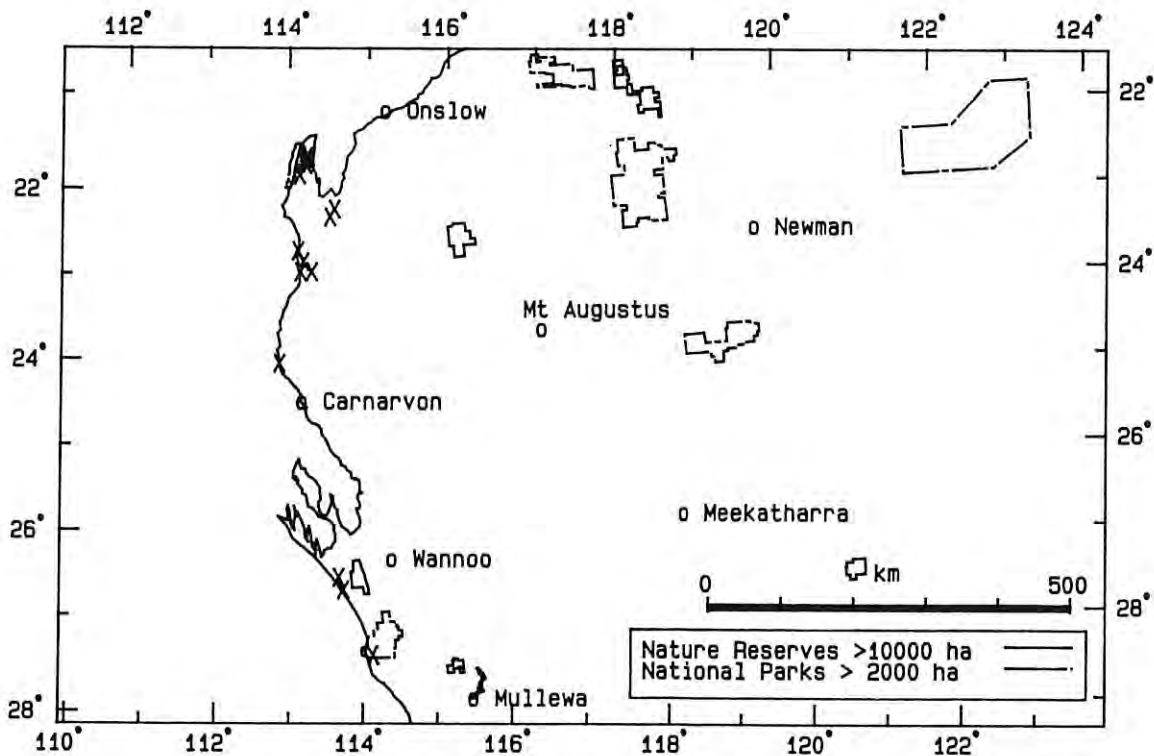 112° 114° 116° 118° 120° 122° 124°
22°
Onslow
22°
Newman
24°
Mt Augustus
24°
Carnarvon
26°
Meekatharra
26°
Wannoo
0 km 500
28°
Nature Reserves >10000 ha
National Parks > 2000 ha
Mullewa
28°
110° 112° 114° 116° 118° 120° 122°